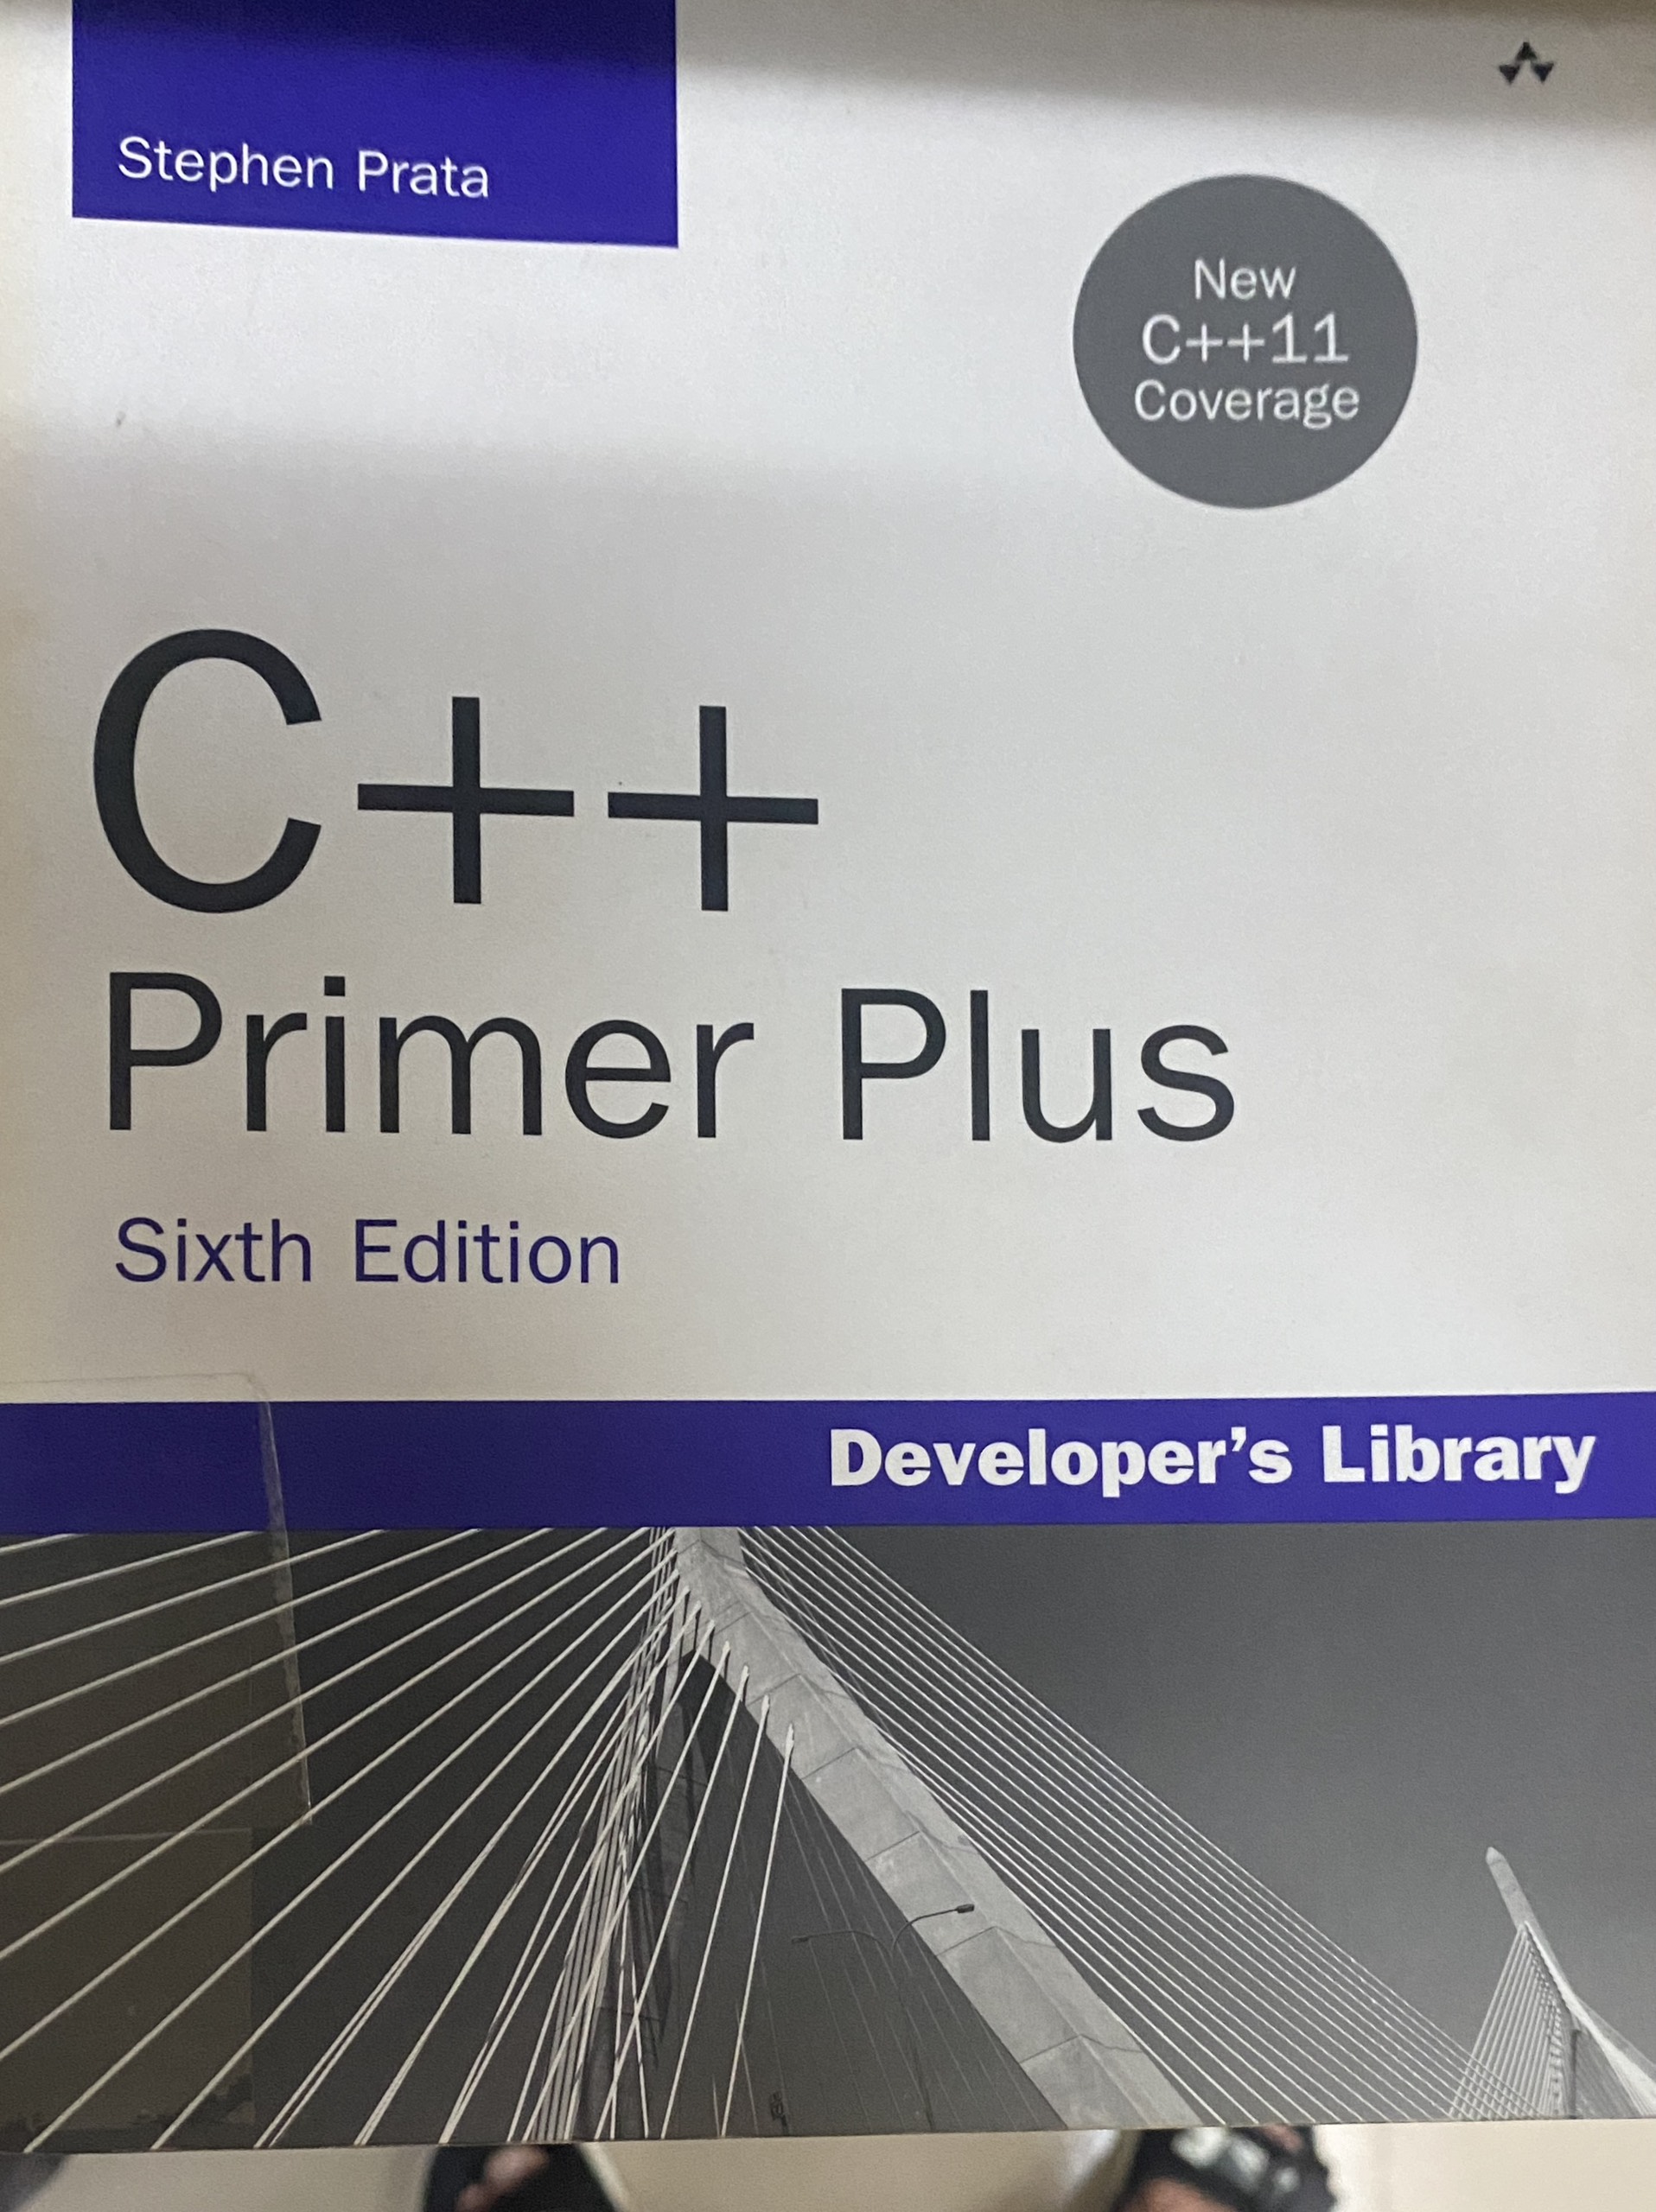 Stephen Prata
New
C++11
Coverage
C++
Primer Plus
Sixth Edition
Developer's Library